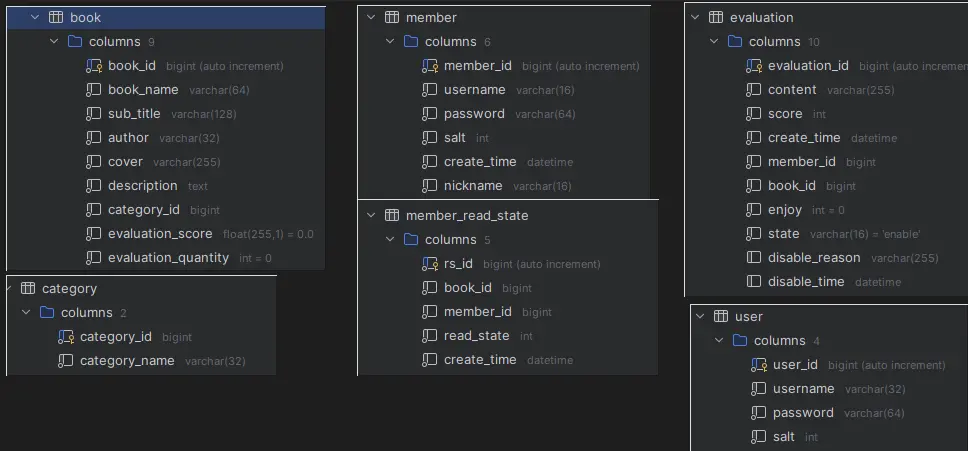 book
columns 9
book_id bigint (auto increment)
book_name varchar(64)
sub_title varchar(128)
author varchar(32)
cover varchar(255)
description text
category_id bigint
evaluation_score float(255,1) = 0.0
evaluation_quantity int = 0
category
columns 2
category_id bigint
category_name varchar(32)
member
columns 6
member_id bigint (auto increment)
username varchar(16)
password varchar(64)
salt int
create_time datetime
nickname varchar(16)
member_read_state
columns 5
rs_id bigint (auto increment)
book_id bigint
member_id bigint
read_state int
create_time datetime
evaluation
columns 10
evaluation_id bigint (auto incremen
content varchar(255)
score int
create_time datetime
member_id bigint
book_id bigint
enjoy int = 0
state varchar(16) = 'enable'
disable_reason varchar(255)
disable_time datetime
user
columns 4
user_id bigint (auto increment)
username varchar(32)
password varchar(64)
salt int